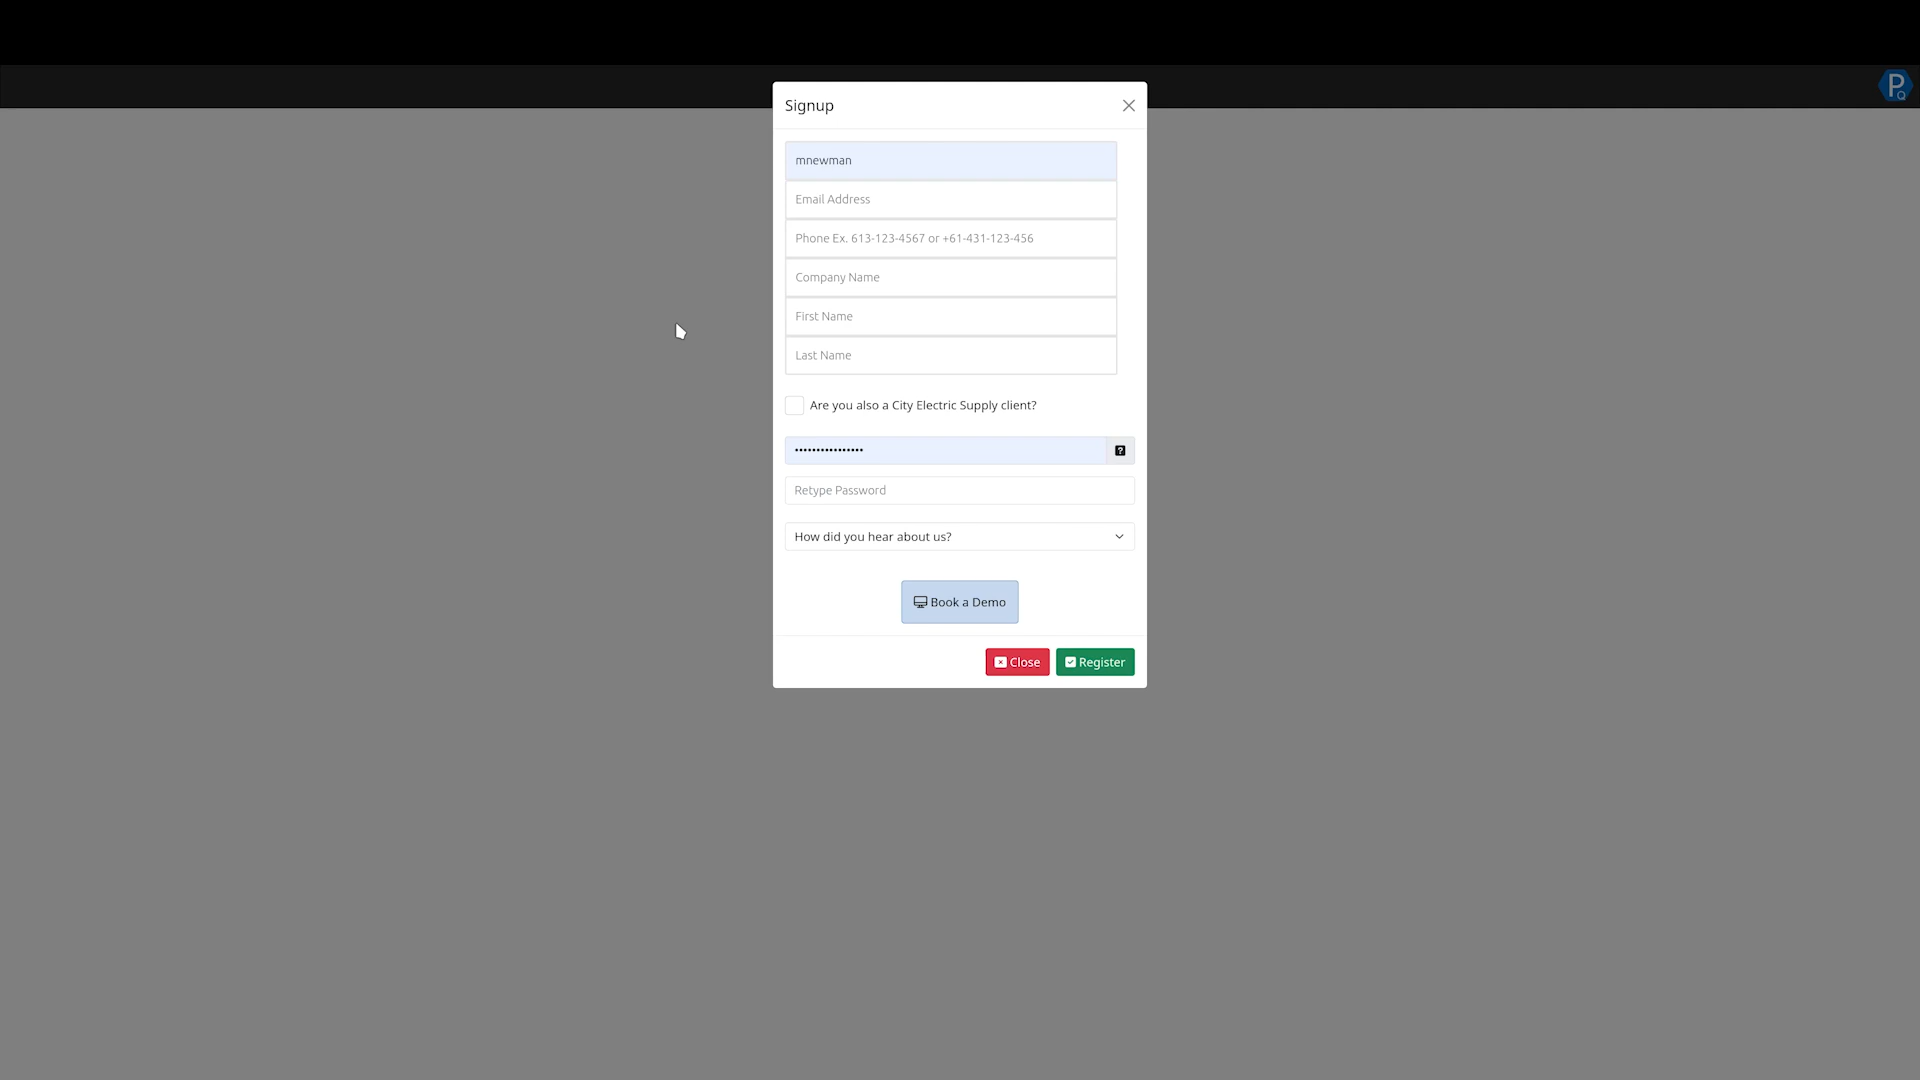 PQ
Signup
mnewman
Email Address
Phone Ex. 613-123-4567 or +61-431-123-456
Company Name
First Name
Last Name
Are you also a City Electric Supply client?
••••••••••••••••
?
Retype Password
How did you hear about us?
Book a Demo
Close
Register